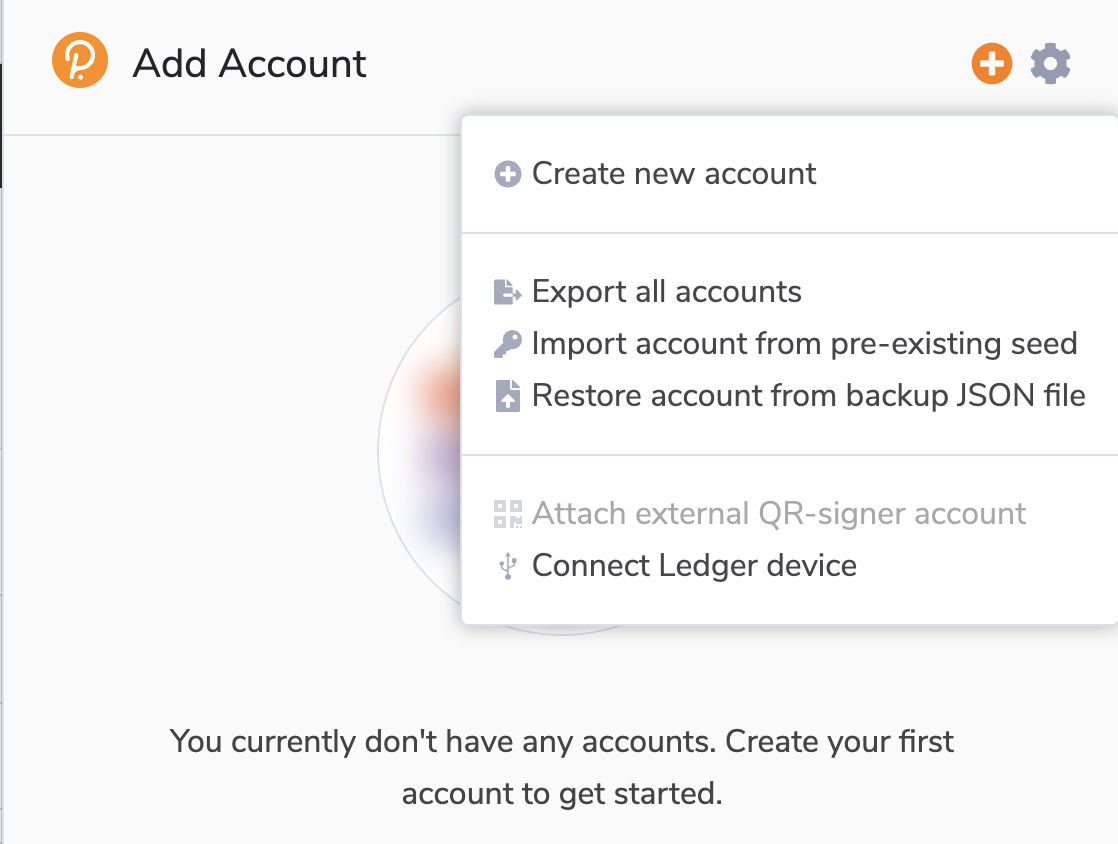 Add Account
Create new account
Export all accounts
Import account from pre-existing seed
Restore account from backup JSON file
Attach external QR-signer account
Connect Ledger device
You currently don't have any accounts. Create your first
account to get started.